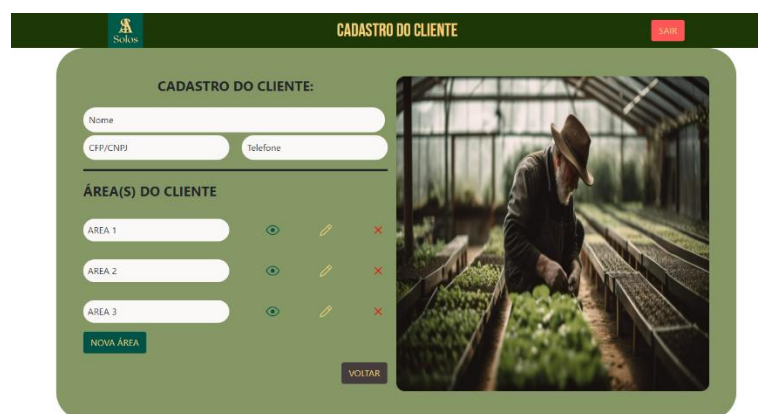 Solos
CADASTRO DO CLIENTE
SAIR
CADASTRO DO CLIENTE:
Nome
CFP/CNPJ
Telefone
ÁREA(S) DO CLIENTE
AREA 1
AREA 2
AREA 3
NOVA ÁREA
VOLTAR